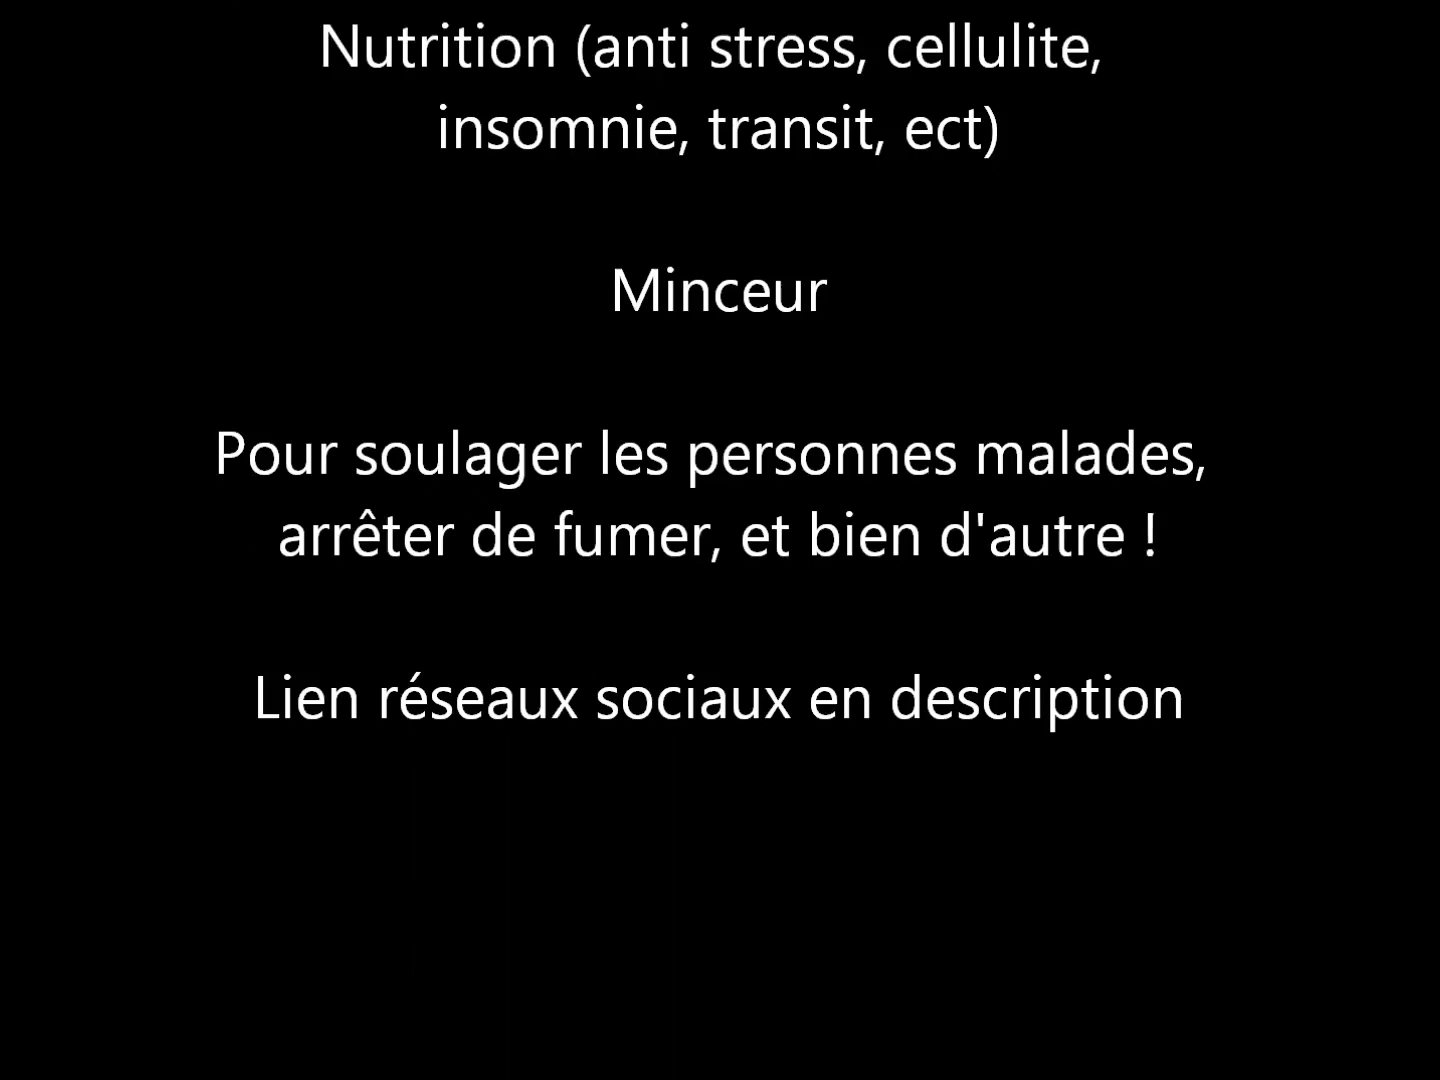 Nutrition (anti stress, cellulite,
insomnie, transit, ect)
Minceur
Pour soulager les personnes malades,
arrêter de fumer, et bien d'autre !
Lien réseaux sociaux en description